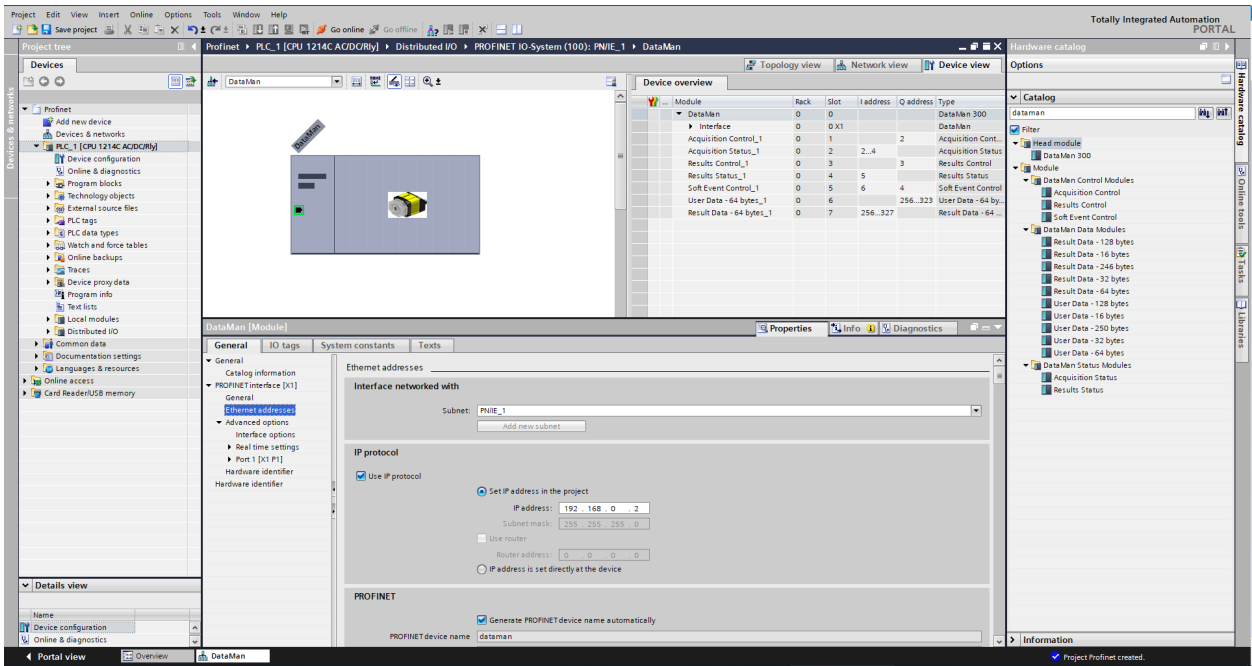 Project Edit View Insert Online Options Tools Window Help
Totally Integrated Automation
PORTAL
Save project
Go online
Go offline
Project tree
Profinet ▸ PLC_1 [CPU 1214C AC/DC/Rly] ▸ Distributed I/O ▸ PROFINET IO-System (100): PN/IE_1 ▸ DataMan
Hardware catalog
Devices
Topology view
Network view
Device view
Options
DataMan
Device overview
Devices & networks
Profinet
Add new device
Devices & networks
PLC_1 [CPU 1214C AC/DC/Rly]
Device configuration
Online & diagnostics
Program blocks
Technology objects
External source files
PLC tags
PLC data types
Watch and force tables
Online backups
Traces
Device proxy data
Program info
Text lists
Local modules
Distributed I/O
Common data
Documentation settings
Languages & resources
Online access
Card Reader/USB memory
DataMan
... Module Rack Slot I address Q address Type
DataMan 0 0 DataMan 300
Interface 0 0 X1 DataMan
Acquisition Control_1 0 1 2 Acquisition Cont...
Acquisition Status_1 0 2 2...4 Acquisition Status
Results Control_1 0 3 3 Results Control
Results Status_1 0 4 5 Results Status
Soft Event Control_1 0 5 6 4 Soft Event Control
User Data - 64 bytes_1 0 6 256...323 User Data - 64 by...
Result Data - 64 bytes_1 0 7 256...327 Result Data - 64 ...
Catalog
dataman
Filter
Head module
DataMan 300
Module
DataMan Control Modules
Acquisition Control
Results Control
Soft Event Control
DataMan Data Modules
Result Data - 128 bytes
Result Data - 16 bytes
Result Data - 246 bytes
Result Data - 32 bytes
Result Data - 64 bytes
User Data - 128 bytes
User Data - 16 bytes
User Data - 250 bytes
User Data - 32 bytes
User Data - 64 bytes
DataMan Status Modules
Acquisition Status
Results Status
Hardware catalog
Online tools
Tasks
Libraries
DataMan [Module]
Properties
Info
Diagnostics
General
IO tags
System constants
Texts
General
Catalog information
PROFINET interface [X1]
General
Ethernet addresses
Advanced options
Interface options
Real time settings
Port 1 [X1 P1]
Hardware identifier
Hardware identifier
Ethernet addresses
Interface networked with
Subnet: PN/IE_1
Add new subnet
IP protocol
Use IP protocol
Set IP address in the project
IP address: 192 . 168 . 0 . 2
Subnet mask: 255 . 255 . 255 . 0
Use router
Router address: 0 . 0 . 0 . 0
IP address is set directly at the device
PROFINET
Generate PROFINET device name automatically
PROFINET device name dataman
Details view
Name
Device configuration
Online & diagnostics
Information
Portal view
Overview
DataMan
Project Profinet created.